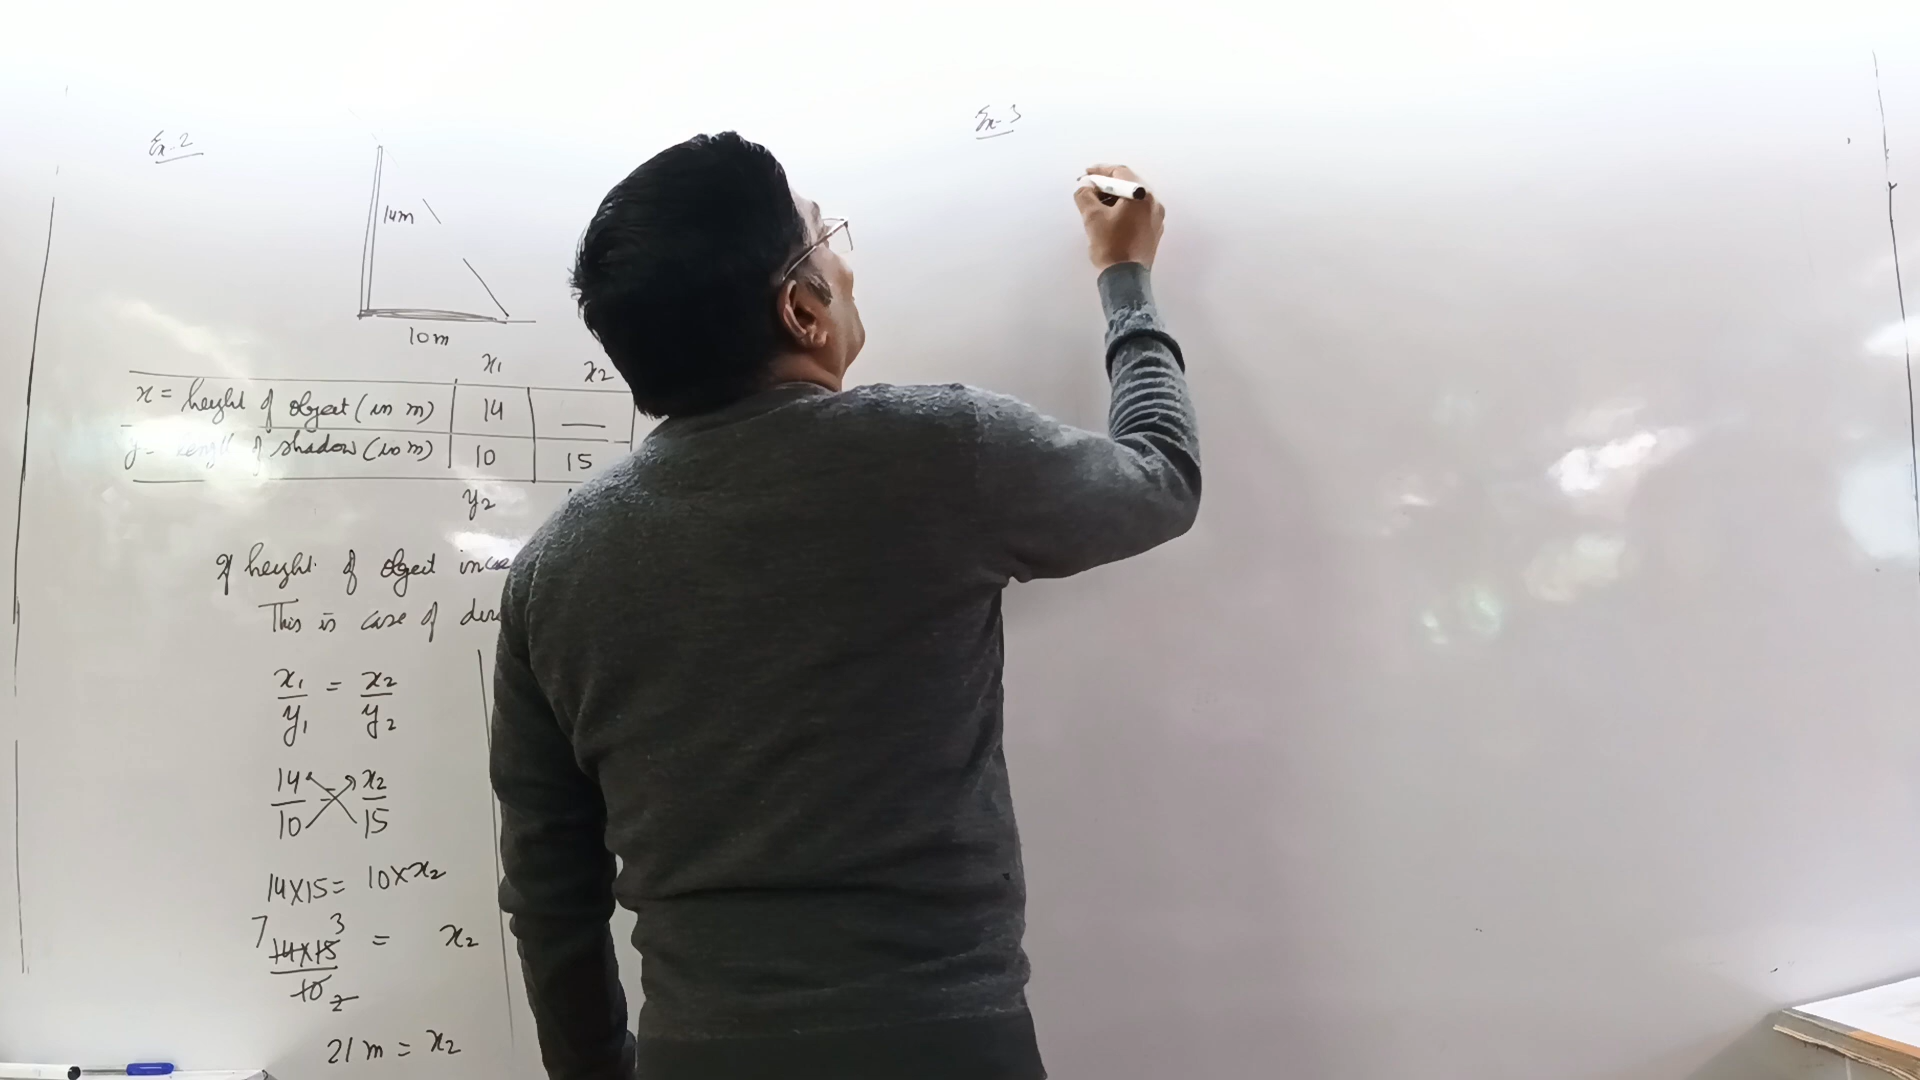 Ex-2
14m
10m
x1 x2
x = height of object (in m) 14 __
y = length of shadow (in m) 10 15
y2
If height of object
This is case of
x1/y1 = x2/y2
14/10 = x2/15
14×15 = 10×x2
7 3
14×15/10 = x2
2
21 m = x2
Ex-3